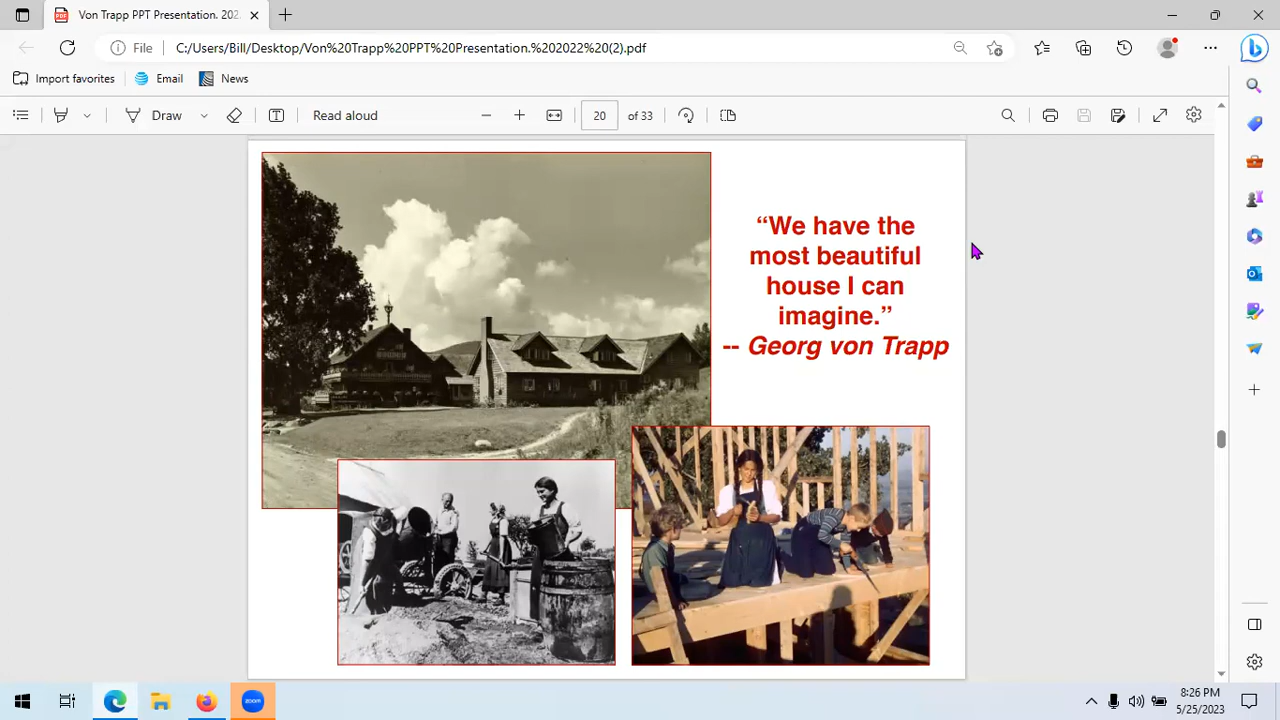 Von Trapp PPT Presentation. 202
File
C:/Users/Bill/Desktop/Von%20Trapp%20PPT%20Presentation.%202022%20(2).pdf
Import favorites
Email
News
Draw
Read aloud
20
of 33
“We have the
most beautiful
house I can
imagine.”
-- Georg von Trapp
zoom
8:26 PM
5/25/2023